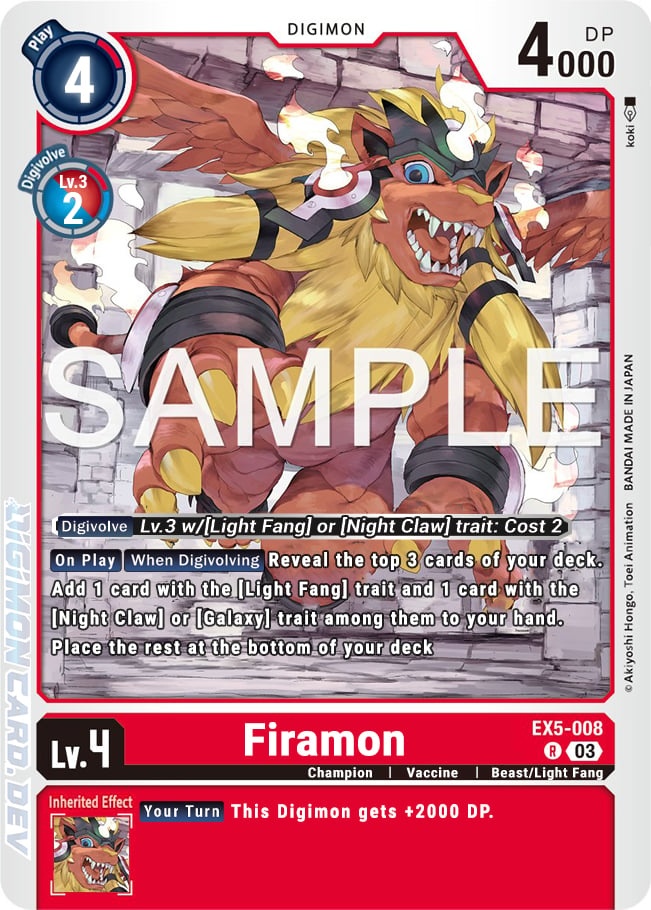 DIGIMON
Play
4
DP
4000
Digivolve
Lv.3
2
koki
SAMPLE
Digivolve Lv.3 w/[Light Fang] or [Night Claw] trait: Cost 2
On Play When Digivolving Reveal the top 3 cards of your deck.
Add 1 card with the [Light Fang] trait and 1 card with the
[Night Claw] or [Galaxy] trait among them to your hand.
Place the rest at the bottom of your deck
© Akiyoshi Hongo, Toei Animation BANDAI MADE IN JAPAN
DIGIMONCARD.DEV
Lv.4
Firamon
EX5-008
R 03
Champion | Vaccine | Beast/Light Fang
Inherited Effect
Your Turn This Digimon gets +2000 DP.